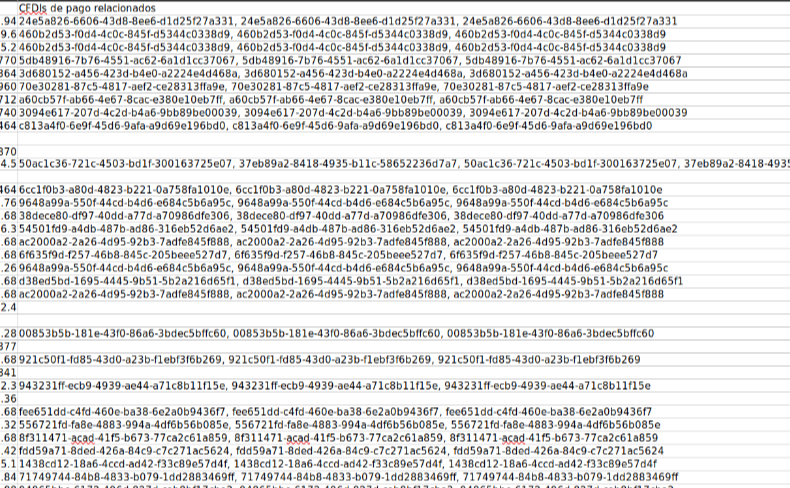 CFDIs de pago relacionados
.94 24e5a826-6606-43d8-8ee6-d1d25f27a331, 24e5a826-6606-43d8-8ee6-d1d25f27a331, 24e5a826-6606-43d8-8ee6-d1d25f27a331
9.6 460b2d53-f0d4-4c0c-845f-d5344c0338d9, 460b2d53-f0d4-4c0c-845f-d5344c0338d9, 460b2d53-f0d4-4c0c-845f-d5344c0338d9
5.2 460b2d53-f0d4-4c0c-845f-d5344c0338d9, 460b2d53-f0d4-4c0c-845f-d5344c0338d9, 460b2d53-f0d4-4c0c-845f-d5344c0338d9
770 5db48916-7b76-4551-ac62-6a1d1cc37067, 5db48916-7b76-4551-ac62-6a1d1cc37067, 5db48916-7b76-4551-ac62-6a1d1cc37067
364 3d680152-a456-423d-b4e0-a2224e4d468a, 3d680152-a456-423d-b4e0-a2224e4d468a, 3d680152-a456-423d-b4e0-a2224e4d468a
960 70e30281-87c5-4817-aef2-ce28313ffa9e, 70e30281-87c5-4817-aef2-ce28313ffa9e, 70e30281-87c5-4817-aef2-ce28313ffa9e
712 a60cb57f-ab66-4e67-8cac-e380e10eb7ff, a60cb57f-ab66-4e67-8cac-e380e10eb7ff, a60cb57f-ab66-4e67-8cac-e380e10eb7ff
740 3094e617-207d-4c2d-b4a6-9bb89be00039, 3094e617-207d-4c2d-b4a6-9bb89be00039, 3094e617-207d-4c2d-b4a6-9bb89be00039
464 c813a4f0-6e9f-45d6-9afa-a9d69e196bd0, c813a4f0-6e9f-45d6-9afa-a9d69e196bd0, c813a4f0-6e9f-45d6-9afa-a9d69e196bd0
370
4.5 50ac1c36-721c-4503-bd1f-300163725e07, 37eb89a2-8418-4935-b11c-58652236d7a7, 50ac1c36-721c-4503-bd1f-300163725e07, 37eb89a2-8418-4935
464 6cc1f0b3-a80d-4823-b221-0a758fa1010e, 6cc1f0b3-a80d-4823-b221-0a758fa1010e, 6cc1f0b3-a80d-4823-b221-0a758fa1010e
.76 9648a99a-550f-44cd-b4d6-e684c5b6a95c, 9648a99a-550f-44cd-b4d6-e684c5b6a95c, 9648a99a-550f-44cd-b4d6-e684c5b6a95c
.68 38dece80-df97-40dd-a77d-a70986dfe306, 38dece80-df97-40dd-a77d-a70986dfe306, 38dece80-df97-40dd-a77d-a70986dfe306
6.3 54501fd9-a4db-487b-ad86-316eb52d6ae2, 54501fd9-a4db-487b-ad86-316eb52d6ae2, 54501fd9-a4db-487b-ad86-316eb52d6ae2
.68 ac2000a2-2a26-4d95-92b3-7adfe845f888, ac2000a2-2a26-4d95-92b3-7adfe845f888, ac2000a2-2a26-4d95-92b3-7adfe845f888
.68 6f635f9d-f257-46b8-845c-205beee527d7, 6f635f9d-f257-46b8-845c-205beee527d7, 6f635f9d-f257-46b8-845c-205beee527d7
.26 9648a99a-550f-44cd-b4d6-e684c5b6a95c, 9648a99a-550f-44cd-b4d6-e684c5b6a95c, 9648a99a-550f-44cd-b4d6-e684c5b6a95c
.68 d38ed5bd-1695-4445-9b51-5b2a216d65f1, d38ed5bd-1695-4445-9b51-5b2a216d65f1, d38ed5bd-1695-4445-9b51-5b2a216d65f1
.68 ac2000a2-2a26-4d95-92b3-7adfe845f888, ac2000a2-2a26-4d95-92b3-7adfe845f888, ac2000a2-2a26-4d95-92b3-7adfe845f888
2.4
.28 00853b5b-181e-43f0-86a6-3bdec5bffc60, 00853b5b-181e-43f0-86a6-3bdec5bffc60, 00853b5b-181e-43f0-86a6-3bdec5bffc60
377
.68 921c50f1-fd85-43d0-a23b-f1ebf3f6b269, 921c50f1-fd85-43d0-a23b-f1ebf3f6b269, 921c50f1-fd85-43d0-a23b-f1ebf3f6b269
341
2.3 943231ff-ecb9-4939-ae44-a71c8b11f15e, 943231ff-ecb9-4939-ae44-a71c8b11f15e, 943231ff-ecb9-4939-ae44-a71c8b11f15e
.36
.68 fee651dd-c4fd-460e-ba38-6e2a0b9436f7, fee651dd-c4fd-460e-ba38-6e2a0b9436f7, fee651dd-c4fd-460e-ba38-6e2a0b9436f7
.32 556721fd-fa8e-4883-994a-4df6b56b085e, 556721fd-fa8e-4883-994a-4df6b56b085e, 556721fd-fa8e-4883-994a-4df6b56b085e
.68 8f311471-acad-41f5-b673-77ca2c61a859, 8f311471-acad-41f5-b673-77ca2c61a859, 8f311471-acad-41f5-b673-77ca2c61a859
.42 fdd59a71-8ded-426a-84c9-c7c271ac5624, fdd59a71-8ded-426a-84c9-c7c271ac5624, fdd59a71-8ded-426a-84c9-c7c271ac5624
5.1 1438cd12-18a6-4ccd-ad42-f33c89e57d4f, 1438cd12-18a6-4ccd-ad42-f33c89e57d4f, 1438cd12-18a6-4ccd-ad42-f33c89e57d4f
.84 71749744-84b8-4833-b079-1dd2883469ff, 71749744-84b8-4833-b079-1dd2883469ff, 71749744-84b8-4833-b079-1dd2883469ff